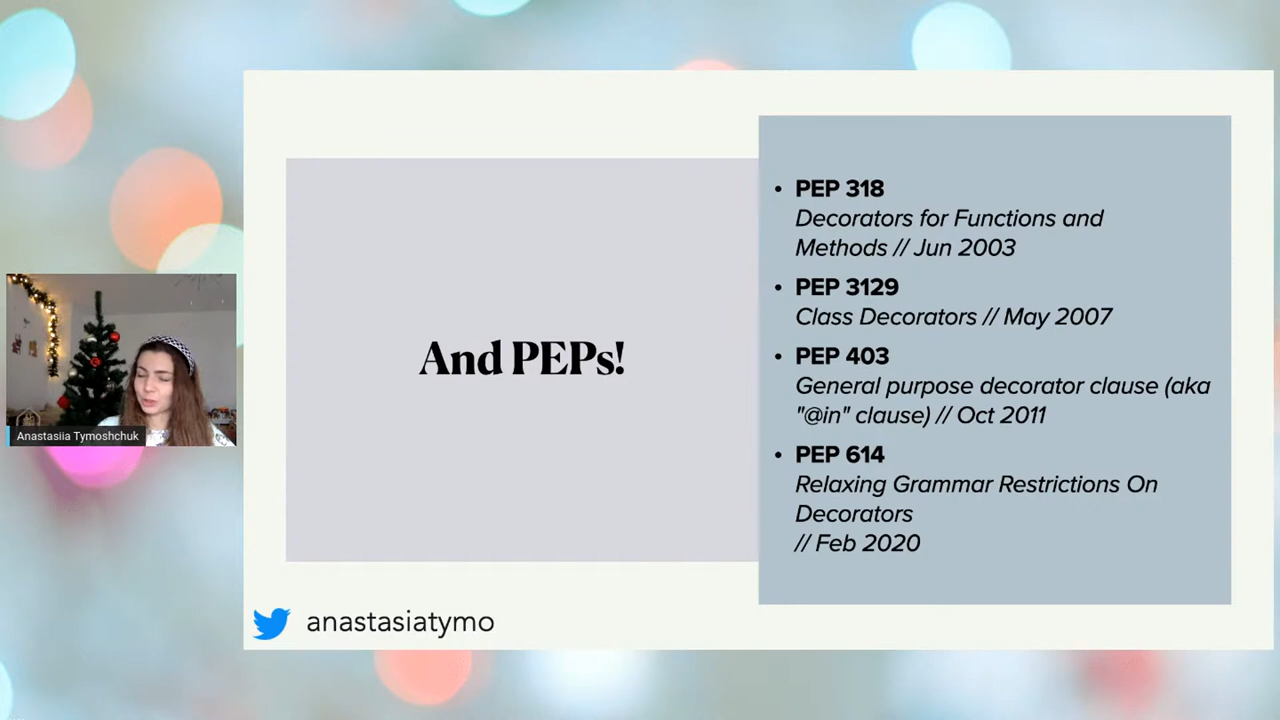 And PEPs!
• PEP 318
Decorators for Functions and
Methods // Jun 2003
• PEP 3129
Class Decorators // May 2007
• PEP 403
General purpose decorator clause (aka
"@in" clause) // Oct 2011
• PEP 614
Relaxing Grammar Restrictions On
Decorators
// Feb 2020
Anastasiia Tymoshchuk
anastasiatymo